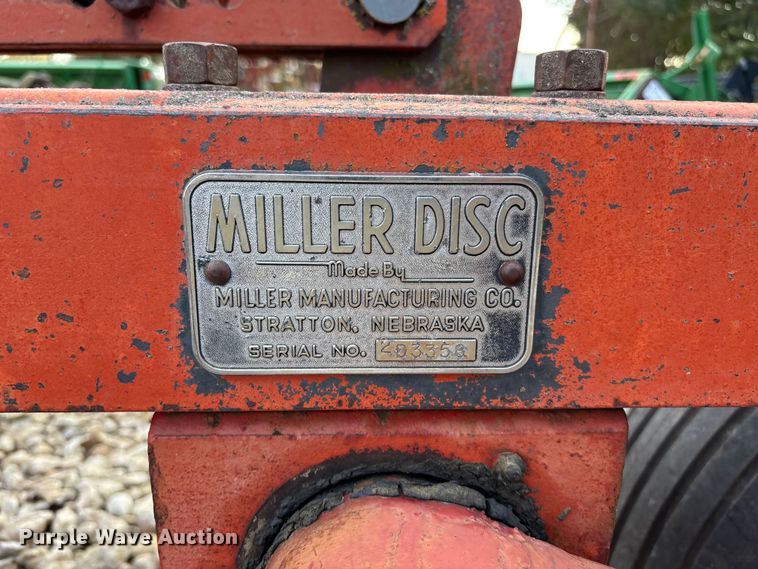 MILLER DISC
Made By
MILLER MANUFACTURING CO.
STRATTON, NEBRASKA
SERIAL NO.
Purple Wave Auction